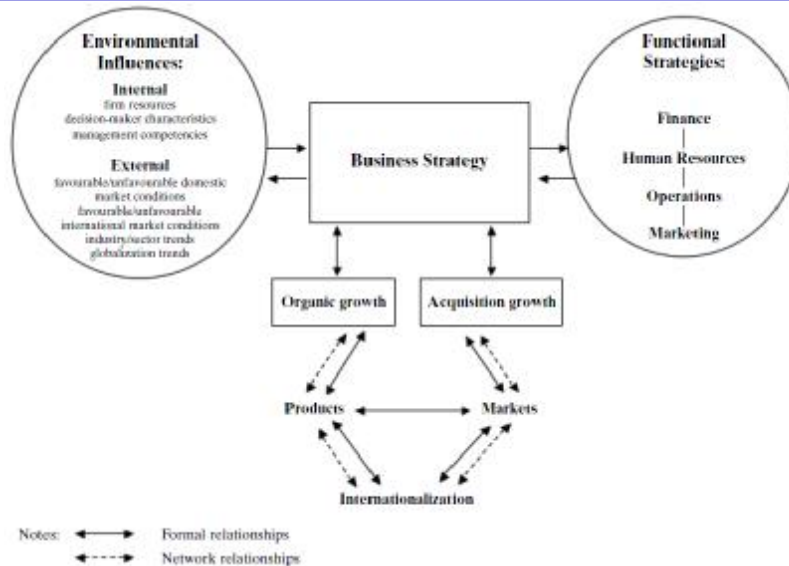 Environmental
Influences:
Internal
firm resources
decision-maker characteristics
management competencies
External
favourable/unfavourable domestic
market conditions
favourable/unfavourable
international market conditions
industry/sector trends
globalization trends
Business Strategy
Functional
Strategies:
Finance
Human Resources
Operations
Marketing
Organic growth
Acquisition growth
Products
Markets
Internationalization
Notes:
Formal relationships
Network relationships